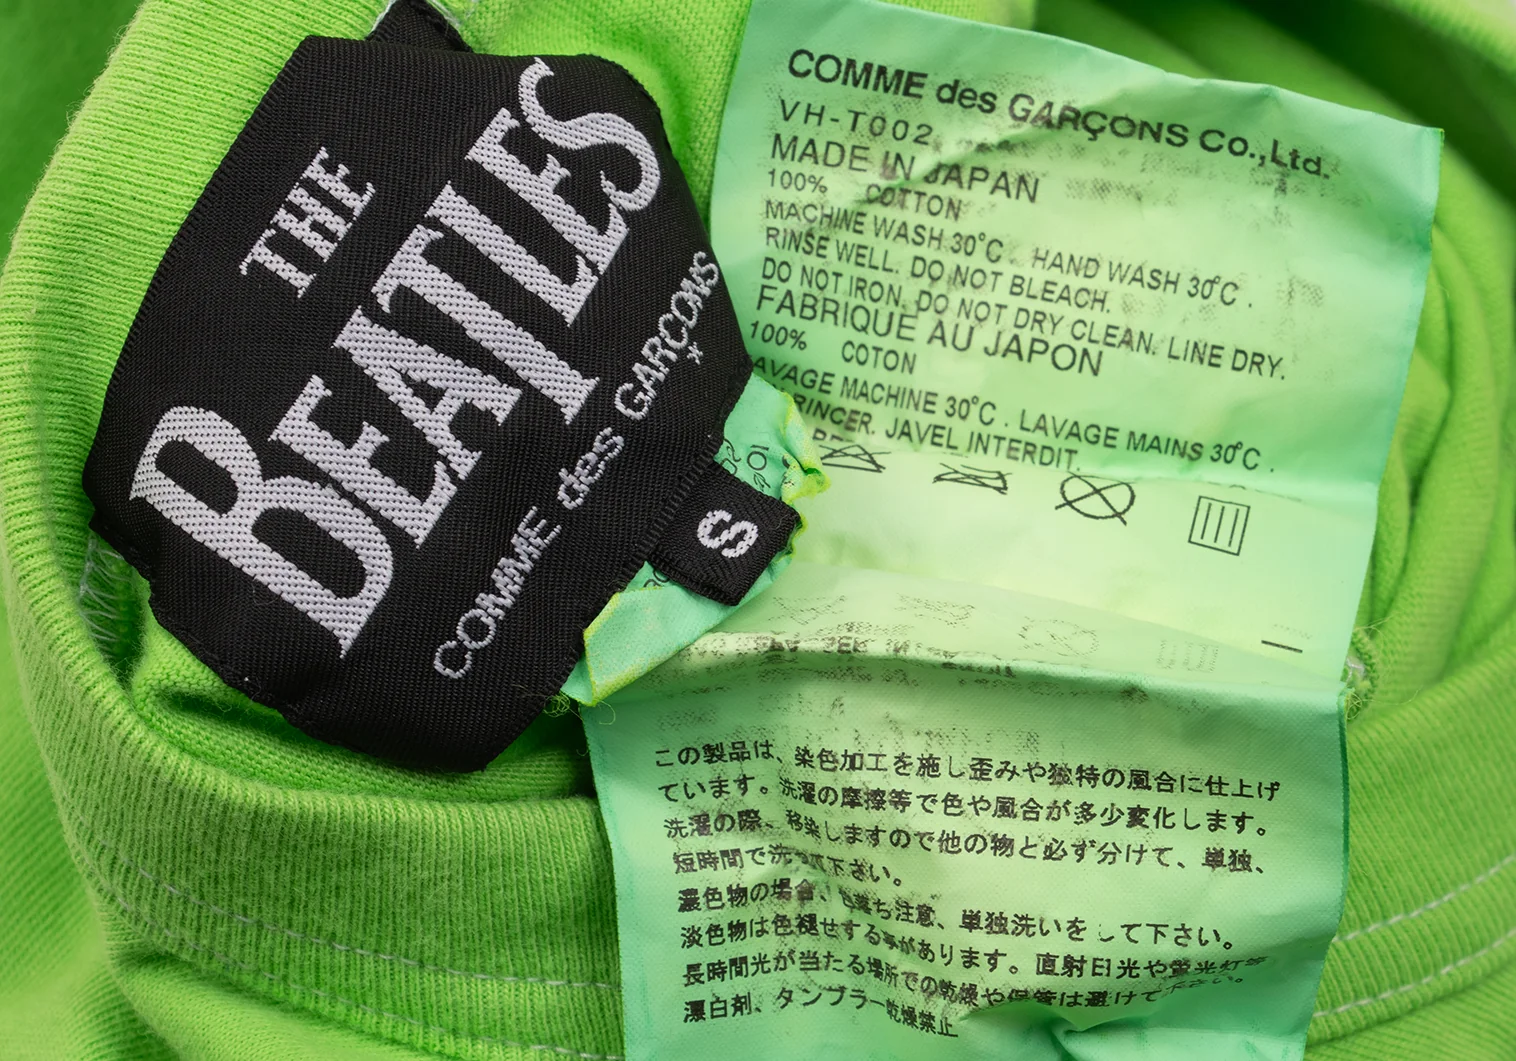 THE
BEATLES
COMME des GARÇONS
S
COMME des GARÇONS Co.,Ltd.
VH-T002
MADE IN JAPAN
100% COTTON
MACHINE WASH 30°C . HAND WASH 30°C .
RINSE WELL. DO NOT BLEACH.
DO NOT IRON. DO NOT DRY CLEAN. LINE DRY.
FABRIQUE AU JAPON
100% COTON
AVAGE MACHINE 30°C . LAVAGE MAINS 30°C .
RINCER. JAVEL INTERDIT.
この製品は、染色加工を施し歪みや独特の風合に仕上げ
ています。洗濯の摩擦等で色や風合が多少変化します。
洗濯の際、移染しますので他の物と必ず分けて、単独、
短時間で洗って下さい。
濃色物の場合、色落ち注意、単独洗いをして下さい。
淡色物は色褪せする事があります。直射日光や蛍光灯等
長時間光が当たる場所での乾燥や保管は避けて下さい。
漂白剤、タンブラー乾燥禁止